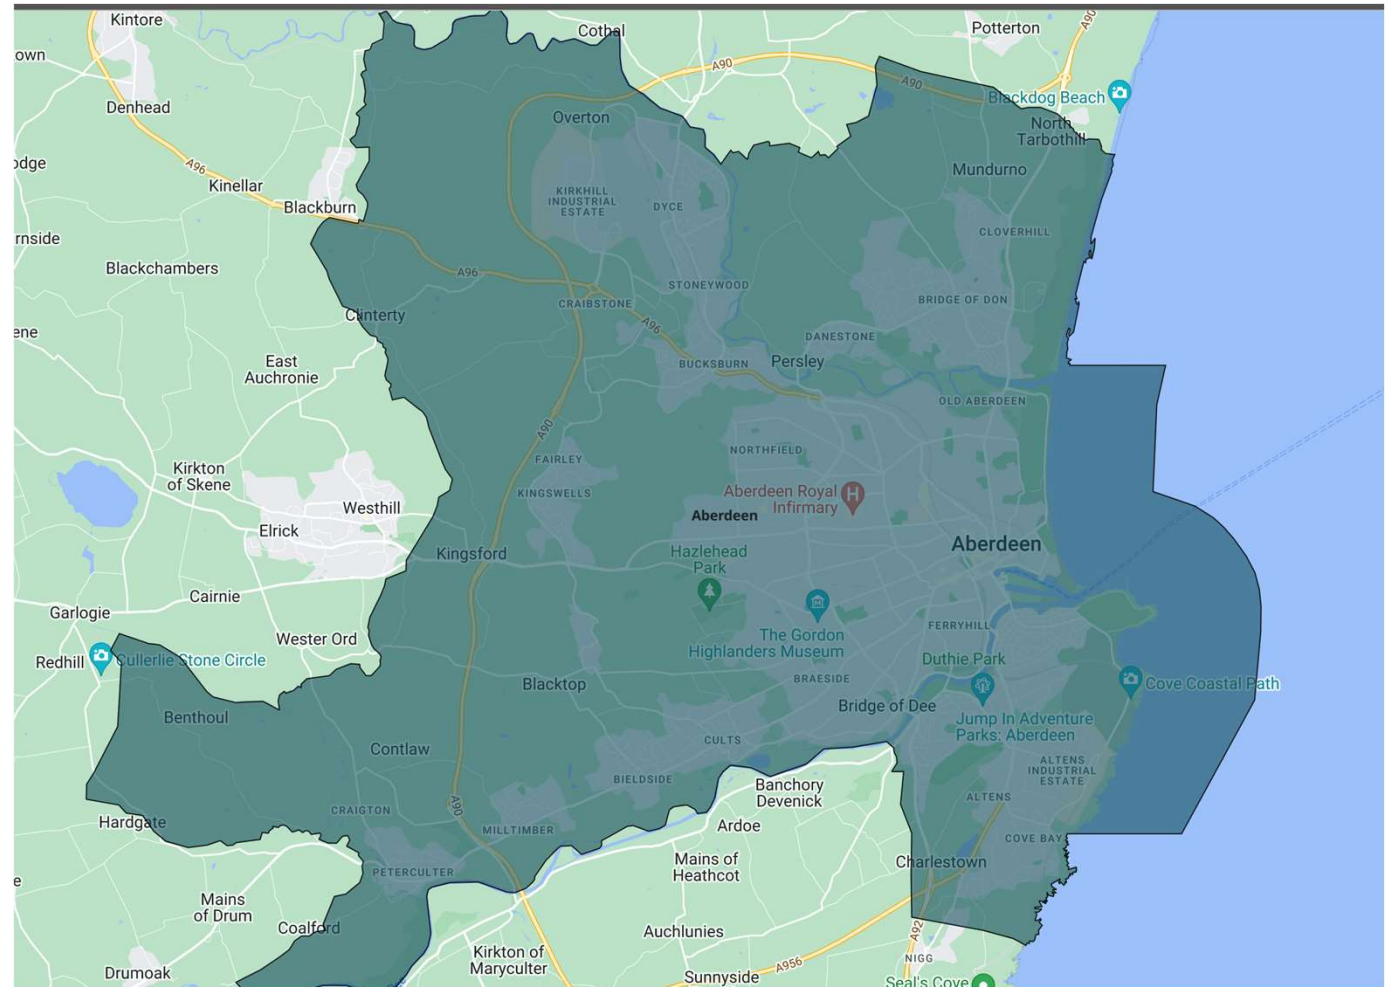 Kintore
Cothal
Potterton
A90
own
A90
A90
Blackdog Beach
Denhead
Overton
North
Tarbothill
A96
odge
Mundurno
Kinellar
KIRKHILL
INDUSTRIAL
ESTATE
DYCE
Blackburn
CLOVERHILL
rnside
Blackchambers
A96
STONEYWOOD
CRAIBSTONE
BRIDGE OF DON
Clinterty
A96
ene
DANESTONE
East
Auchronie
BUCKSBURN
Persley
OLD ABERDEEN
A90
NORTHFIELD
FAIRLEY
Kirkton
of Skene
KINGSWELLS
Aberdeen Royal
Infirmary
Westhill
Aberdeen
Elrick
Aberdeen
Kingsford
Hazlehead
Park
Cairnie
Garlogie
FERRYHILL
Wester Ord
The Gordon
Highlanders Museum
Redhill
Cullerlie Stone Circle
Duthie Park
BRAESIDE
Blacktop
Cove Coastal Path
Bridge of Dee
Benthoul
Jump In Adventure
Parks: Aberdeen
Contlaw
CULTS
ALTENS
INDUSTRIAL
ESTATE
BIELDSIDE
Banchory
Devenick
ALTENS
A90
CRAIGTON
Hardgate
Ardoe
MILLTIMBER
COVE BAY
Charlestown
Mains of
Heathcot
PETERCULTER
e
Mains
of Drum
Coalford
Auchlunies
A92
Kirkton of
Maryculter
NIGG
A956
Drumoak
Sunnyside
Seal's Cove